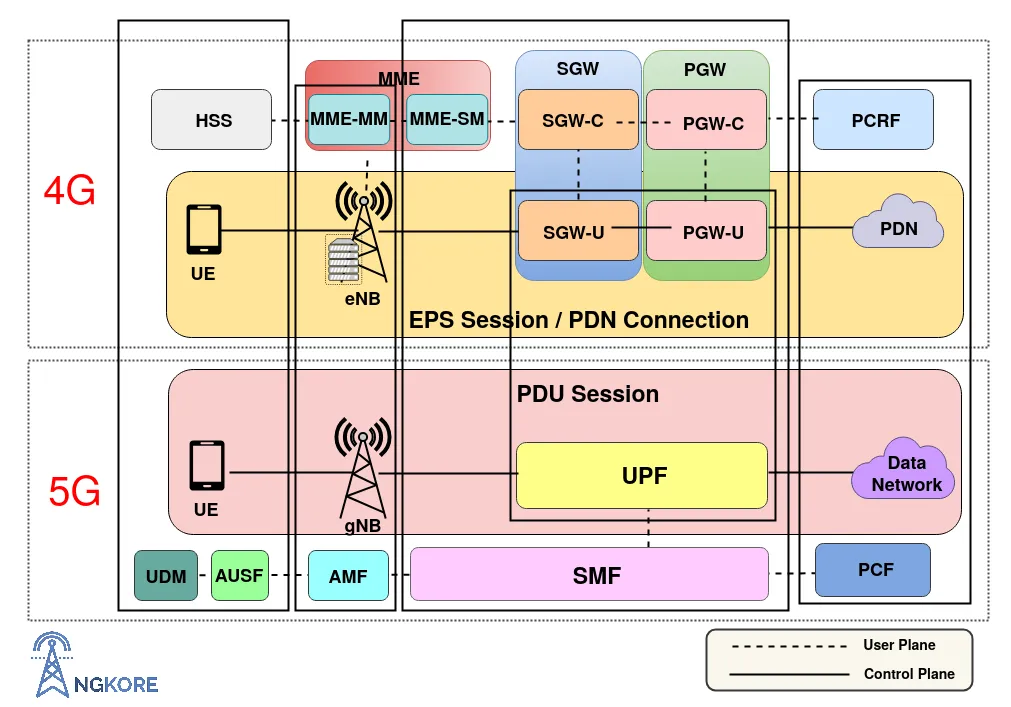 4G
HSS
MME
MME-MM
MME-SM
SGW
SGW-C
PGW
PGW-C
PCRF
UE
eNB
SGW-U
PGW-U
PDN
EPS Session / PDN Connection
5G
PDU Session
UE
gNB
UPF
Data
Network
UDM
AUSF
AMF
SMF
PCF
User Plane
Control Plane
NGKORE